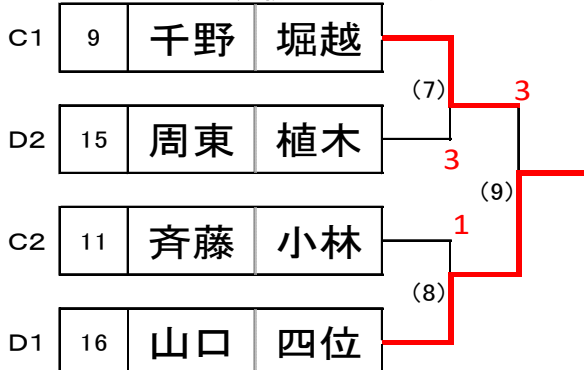 C1 9 千野 堀越
(7) 3
D2 15 周東 植木
3
(9)
C2 11 斉藤 小林
1
(8)
D1 16 山口 四位